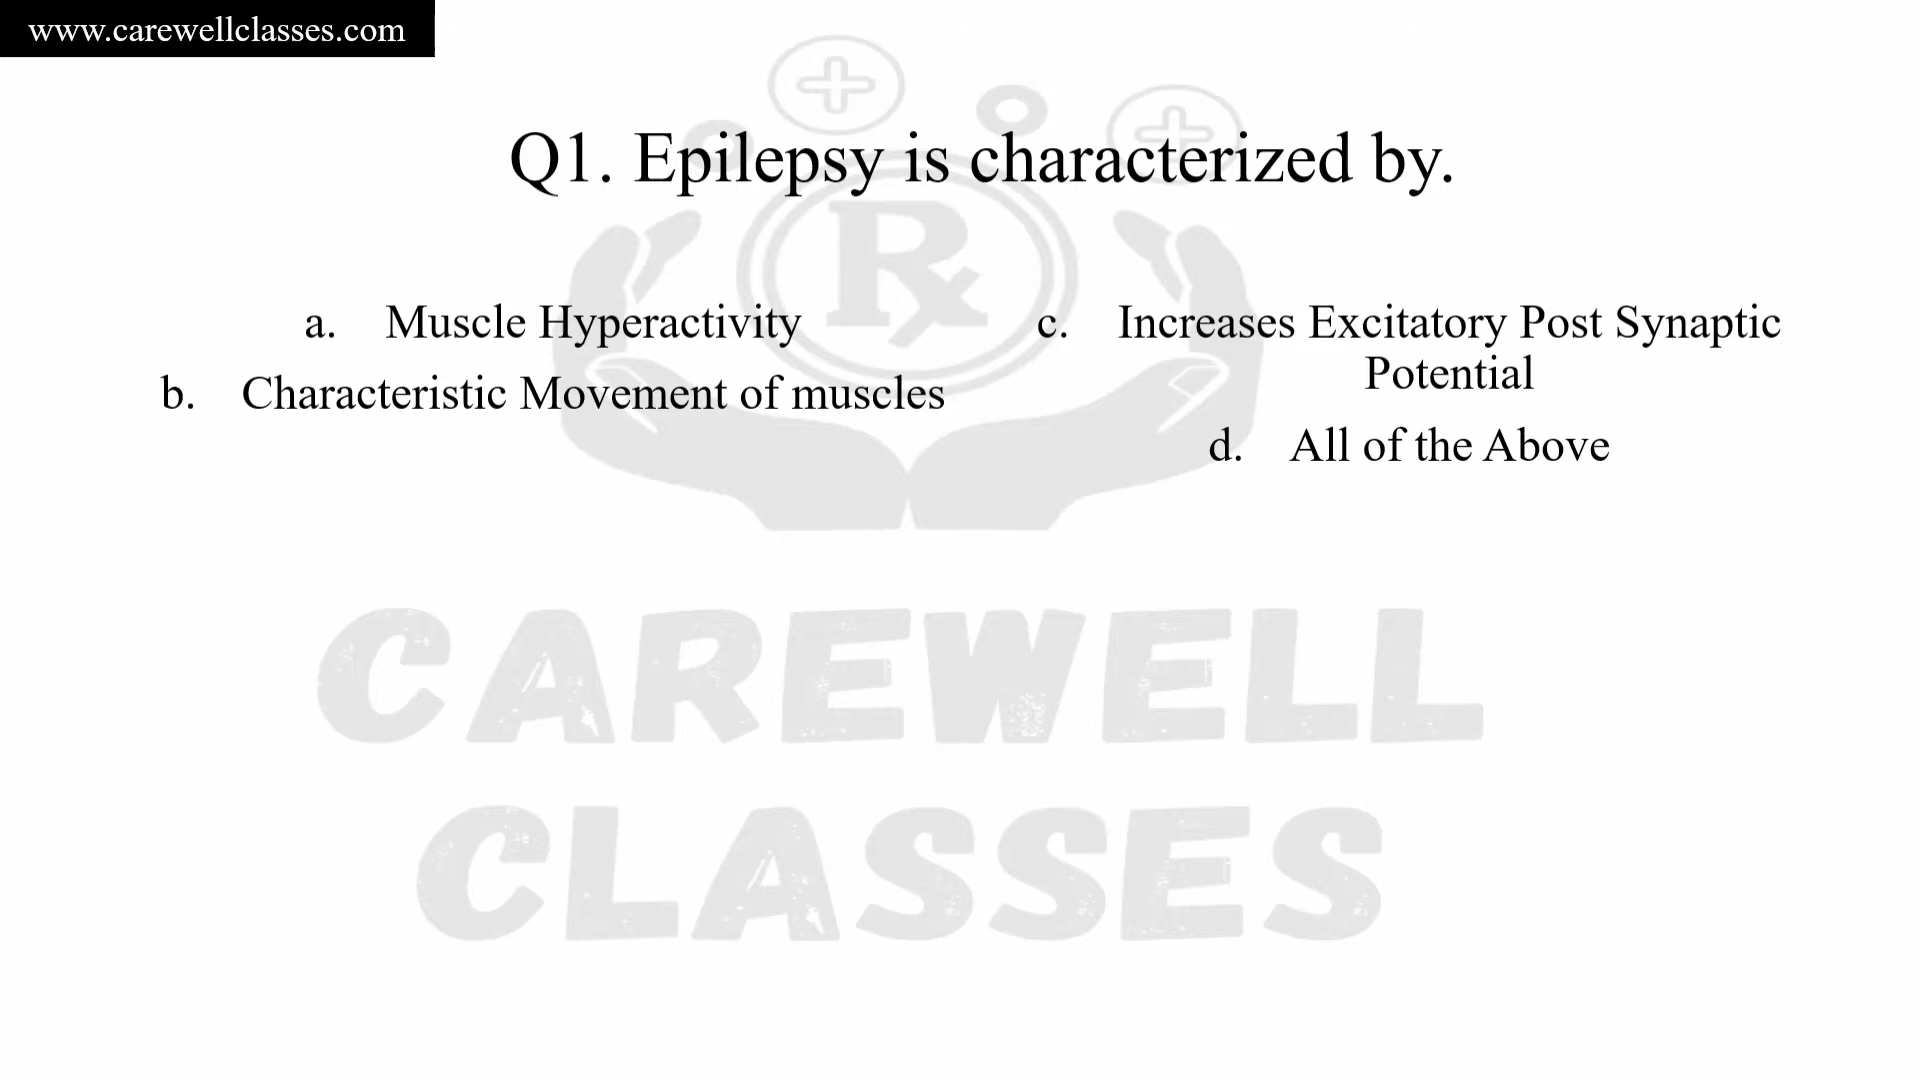 www.carewellclasses.com
Q1. Epilepsy is characterized by.
a. Muscle Hyperactivity
b. Characteristic Movement of muscles
c. Increases Excitatory Post Synaptic
Potential
d. All of the Above
Rx
CAREWELL
CLASSES